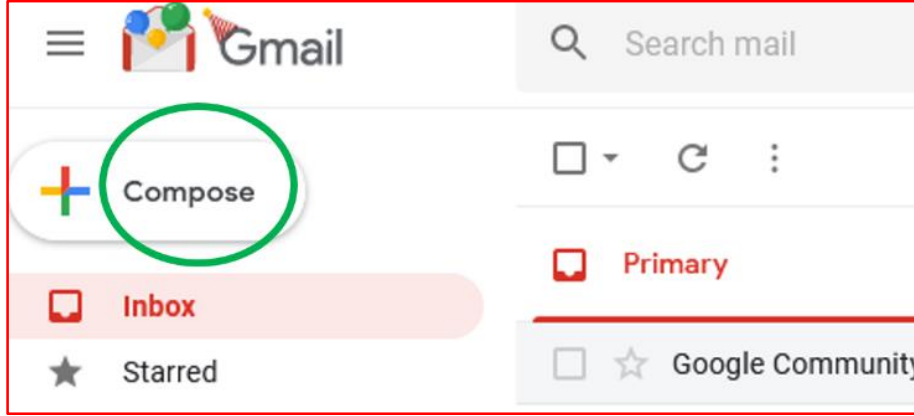 Gmail
Search mail
Compose
Primary
Inbox
Starred
Google Community